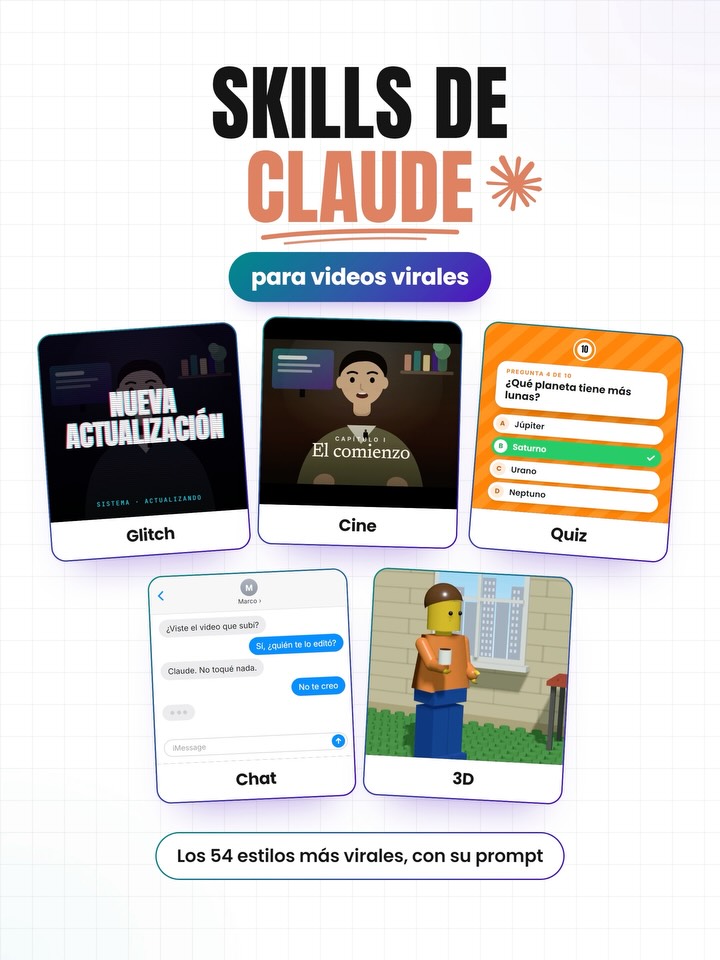 SKILLS DE
CLAUDE
para videos virales
NUEVA
ACTUALIZACIÓN
SISTEMA - ACTUALIZANDO
Glitch
CAPÍTULO I
El comienzo
Cine
10
PREGUNTA 4 DE 10
¿Qué planeta tiene más
lunas?
A Júpiter
B Saturno
C Urano
D Neptuno
Quiz
M
Marco ›
¿Viste el video que subí?
Sí, ¿quién te lo editó?
Claude. No toqué nada.
No te creo
iMessage
Chat
3D
Los 54 estilos más virales, con su prompt